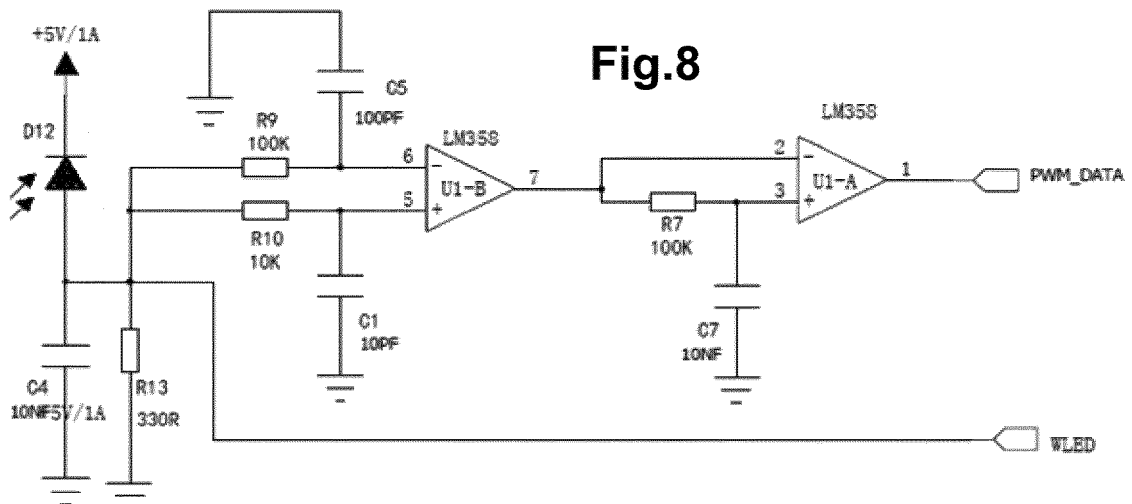 +5V/1A
Fig.8
C5
100PF
D12
R9
100K
LM358
LM358
6
-
U1-B
7
5
+
2
-
U1-A
1
3
+
PWM_DATA
R10
10K
R7
100K
C1
10PF
C7
10NF
C4
10NF5V/1A
R13
330R
WLED